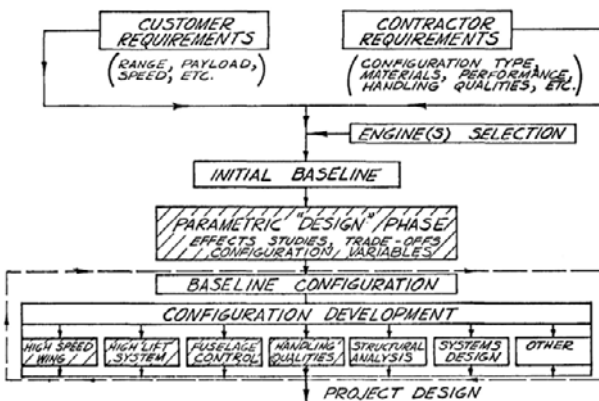 CUSTOMER
REQUIREMENTS
(RANGE, PAYLOAD,
SPEED, ETC.)
CONTRACTOR
REQUIREMENTS
(CONFIGURATION TYPE,
MATERIALS, PERFORMANCE,
HANDLING QUALITIES, ETC.)
ENGINE(S) SELECTION
INITIAL BASELINE
PARAMETRIC "DESIGN" PHASE
EFFECTS STUDIES, TRADE-OFFS
CONFIGURATION VARIABLES
BASELINE CONFIGURATION
CONFIGURATION DEVELOPMENT
HIGH SPEED
WING
HIGH LIFT
SYSTEM
FUSELAGE
CONTROL
HANDLING
QUALITIES
STRUCTURAL
ANALYSIS
SYSTEMS
DESIGN
OTHER
PROJECT DESIGN